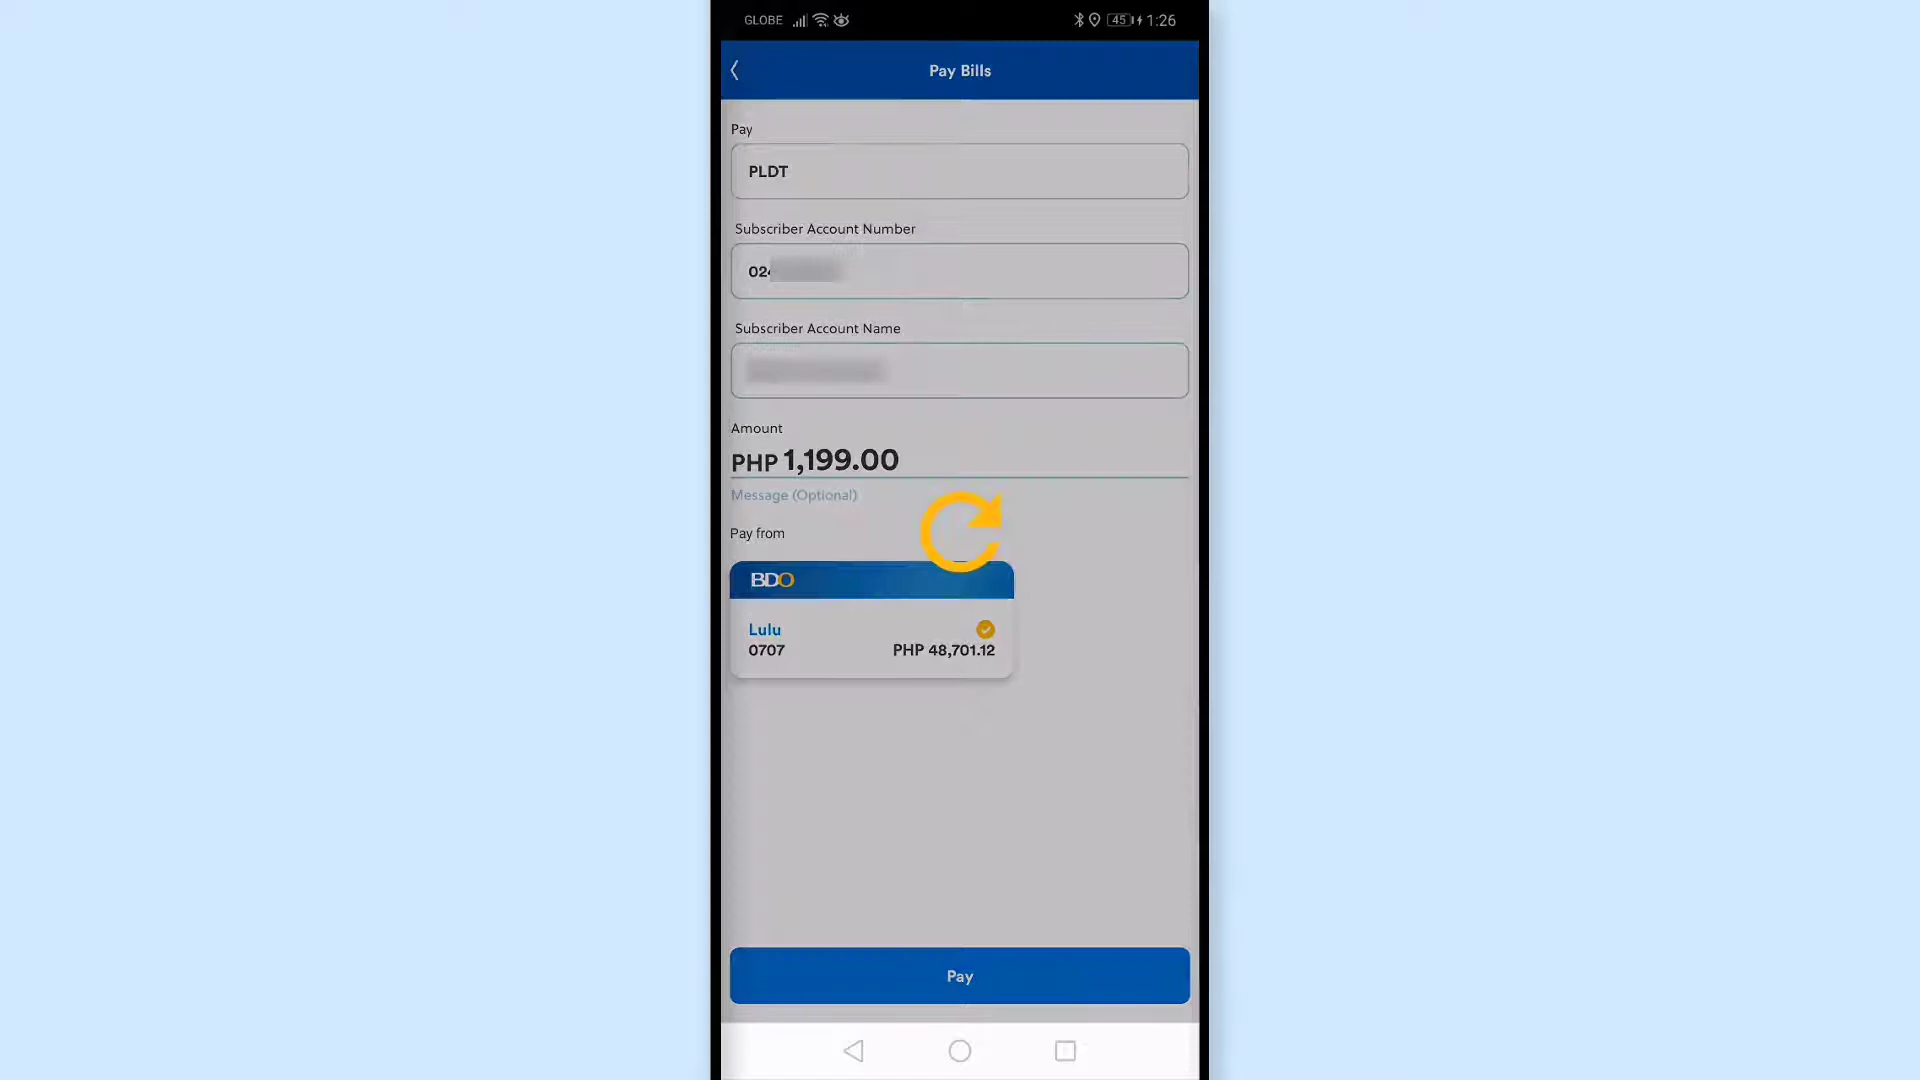 GLOBE
45 1:26
Pay Bills
Pay
PLDT
Subscriber Account Number
024
Subscriber Account Name
Amount
PHP 1,199.00
Message (Optional)
Pay from
BDO
Lulu
0707 PHP 48,701.12
Pay